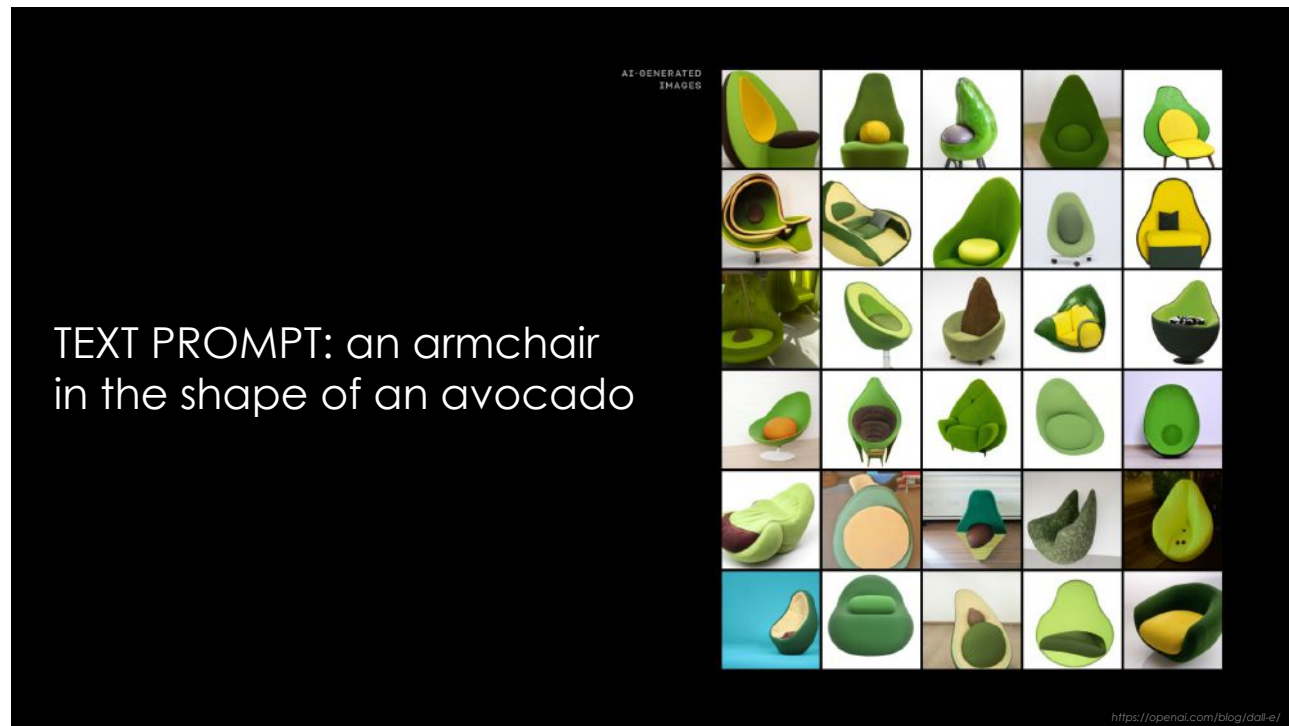 AI-GENERATED
IMAGES
TEXT PROMPT: an armchair
in the shape of an avocado
https://openai.com/blog/dall-e/